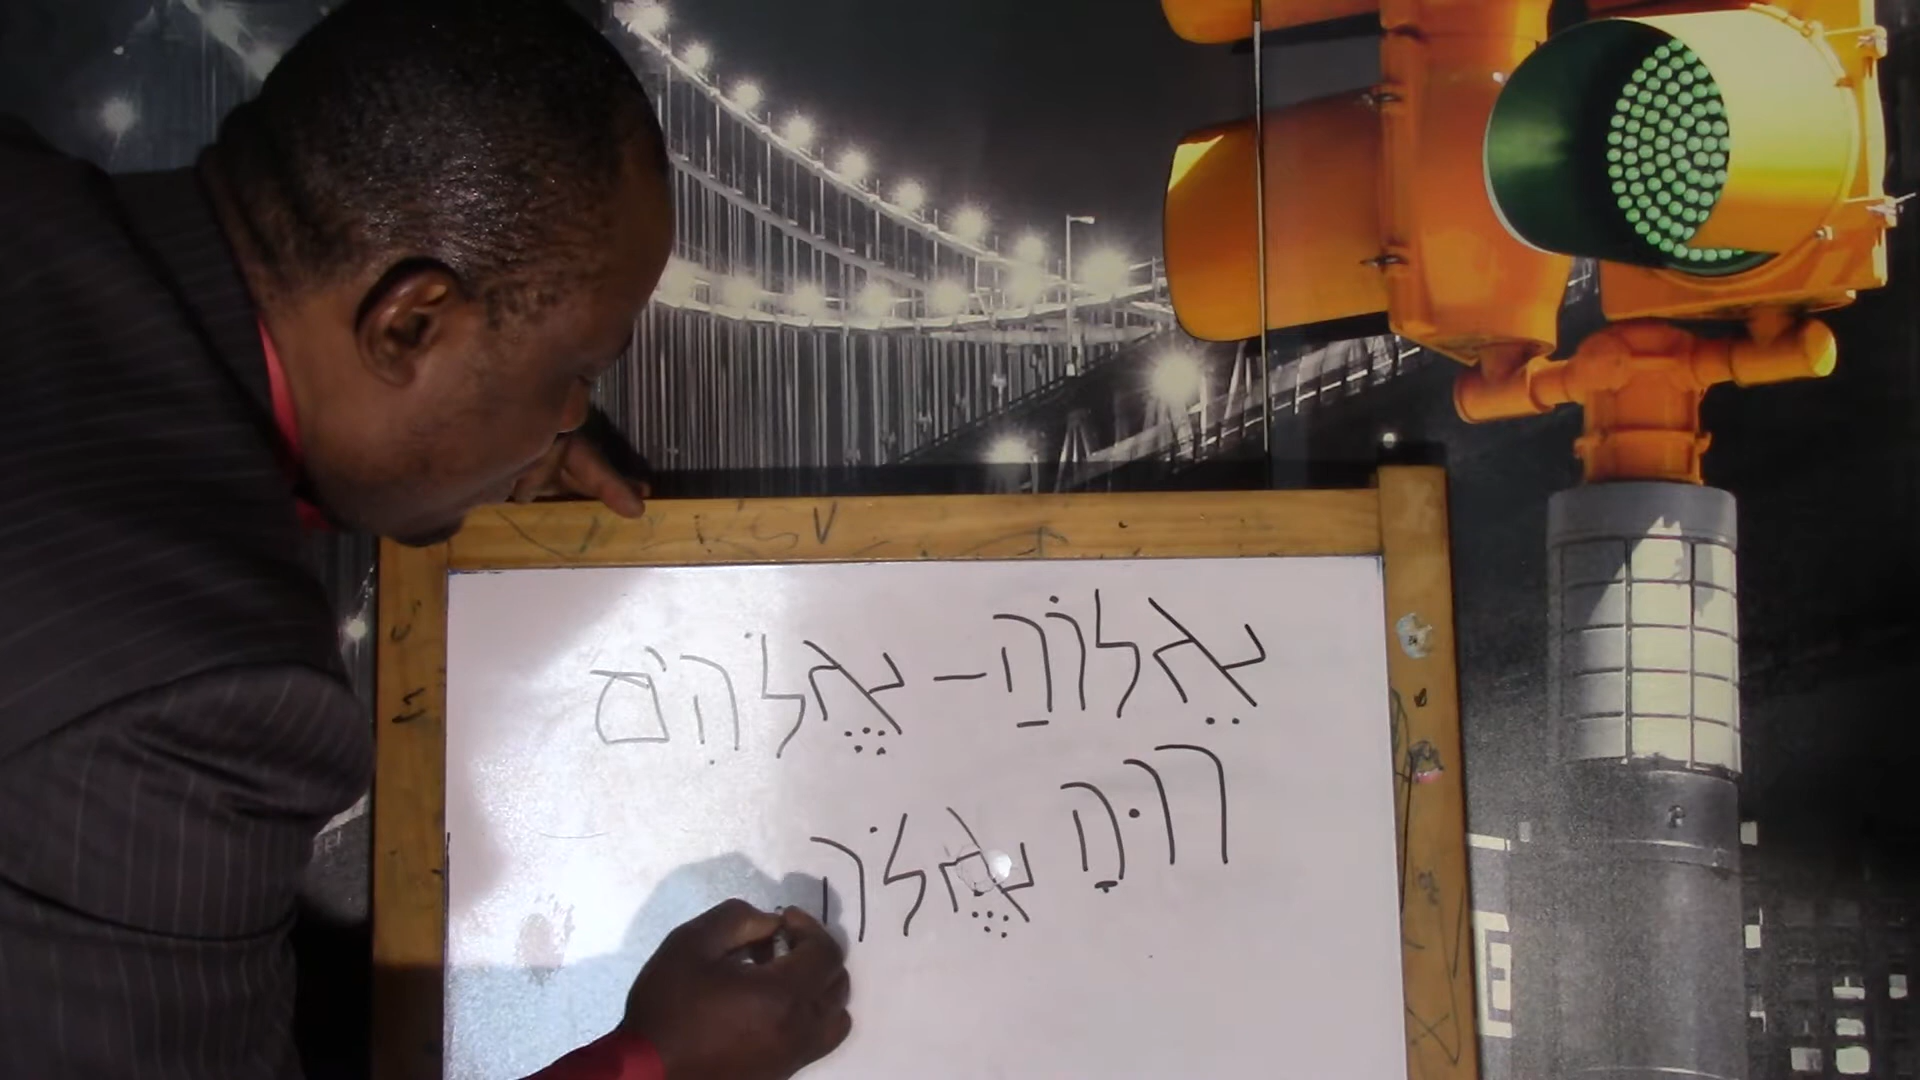 אֵלוֹהַ – אֱלֹהִים
רוּחַ אֱלֹה